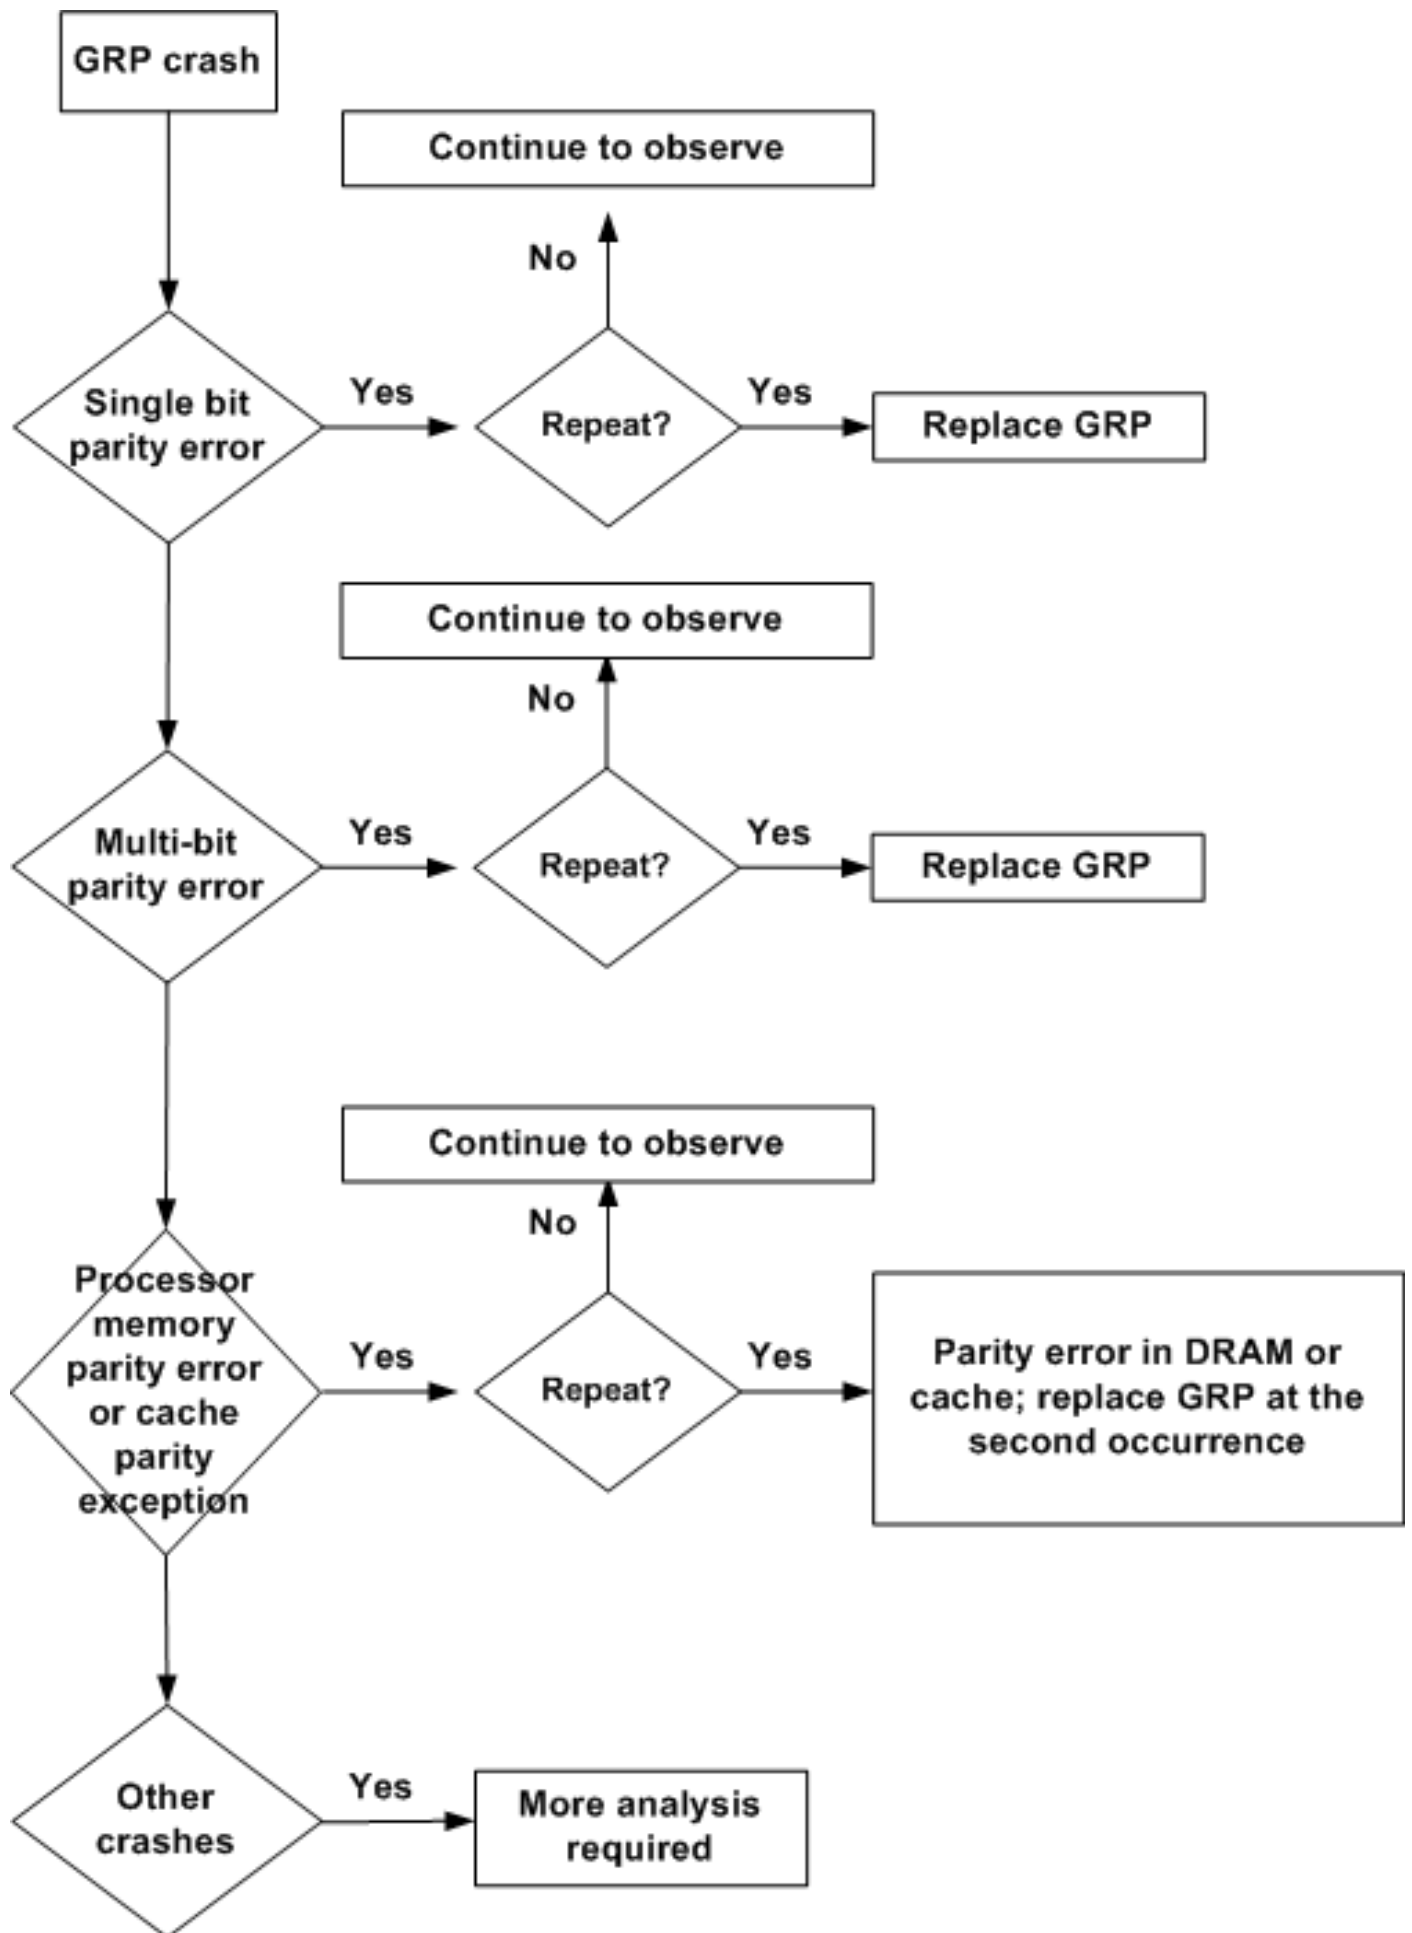 GRP crash
Continue to observe
No
Single bit
parity error
Yes
Repeat?
Yes
Replace GRP
Continue to observe
No
Multi-bit
parity error
Yes
Repeat?
Yes
Replace GRP
Continue to observe
No
Processor
memory
parity error
or cache
parity
exception
Yes
Repeat?
Yes
Parity error in DRAM or
cache; replace GRP at the
second occurrence
Other
crashes
Yes
More analysis
required